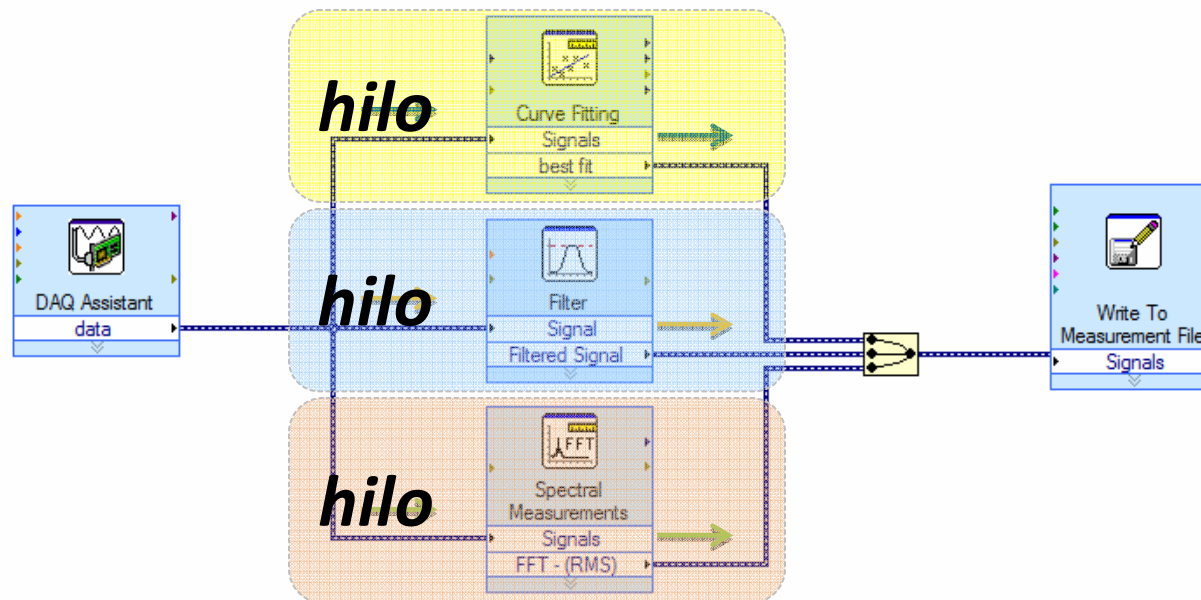 hilo
Curve Fitting
Signals
best fit
DAQ Assistant
data
hilo
Filter
Signal
Filtered Signal
Write To
Measurement File
Signals
hilo
FFT
Spectral
Measurements
Signals
FFT - (RMS)